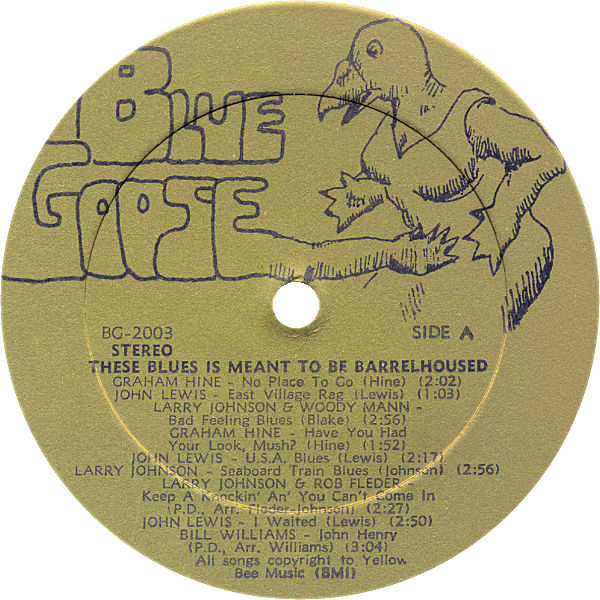 BLUE
GOOSE
BG-2003
SIDE A
STEREO
THESE BLUES IS MEANT TO BE BARRELHOUSED
GRAHAM HINE – No Place To Go (Hine) (2:02)
JOHN LEWIS – East Village Rag (Lewis) (1:03)
LARRY JOHNSON & WOODY MANN –
Bad Feeling Blues (Blake) (2:56)
GRAHAM HINE – Have You Had
Your Look, Mush? (Hine) (1:52)
JOHN LEWIS – U.S.A. Blues (Lewis) (2:17)
LARRY JOHNSON – Seaboard Train Blues (Johnson) (2:56)
LARRY JOHNSON & ROB FLEDER –
Keep A Knockin' An' You Can't Come In
(P.D., Arr. Fleder-Johnson) (2:27)
JOHN LEWIS – I Waited (Lewis) (2:50)
BILL WILLIAMS – John Henry
(P.D., Arr. Williams) (3:04)
All songs copyright to Yellow
Bee Music (BMI)